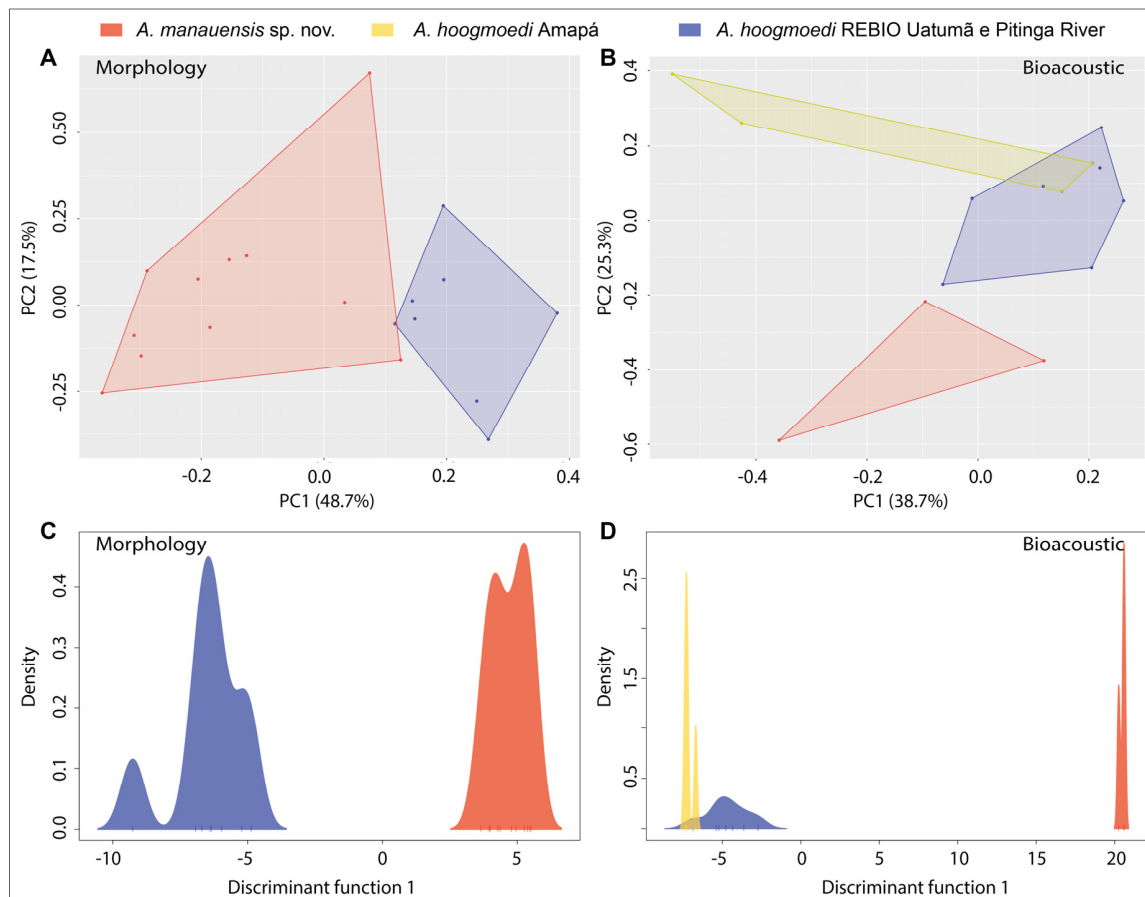 A. manauensis sp. nov.
A. hoogmoedi Amapá
A. hoogmoedi REBIO Uatumã e Pitinga River
A
Morphology
PC2 (17.5%)
0.50
0.25
0.00
-0.25
-0.2
0.0
0.2
0.4
PC1 (48.7%)
B
Bioacoustic
PC2 (25.3%)
0.4
0.2
0.0
-0.2
-0.4
-0.6
-0.4
-0.2
0.0
0.2
PC1 (38.7%)
C
Morphology
Density
0.4
0.3
0.2
0.1
0.0
-10
-5
0
5
Discriminant function 1
D
Bioacoustic
Density
2.5
1.5
0.5
-5
0
5
10
15
20
Discriminant function 1